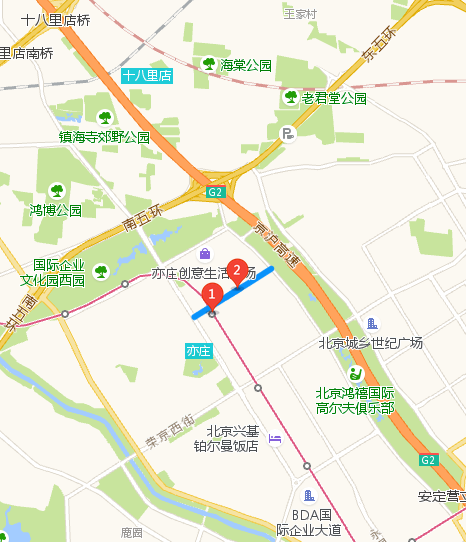 王家村
十八里店桥
东五环
里店南桥
海棠公园
十八里店
老君堂公园
P
镇海寺郊野公园
G2
鸿博公园
南五环
京沪高速
国际企业
文化园西园
亦庄创意生活
场
2
1
南五环
北京城乡世纪广场
亦庄
北京鸿禧国际
高尔夫俱乐部
荣京西街
北京兴基
铂尔曼饭店
G2
安定营立
BDA国
际企业大道
鹿圈
永